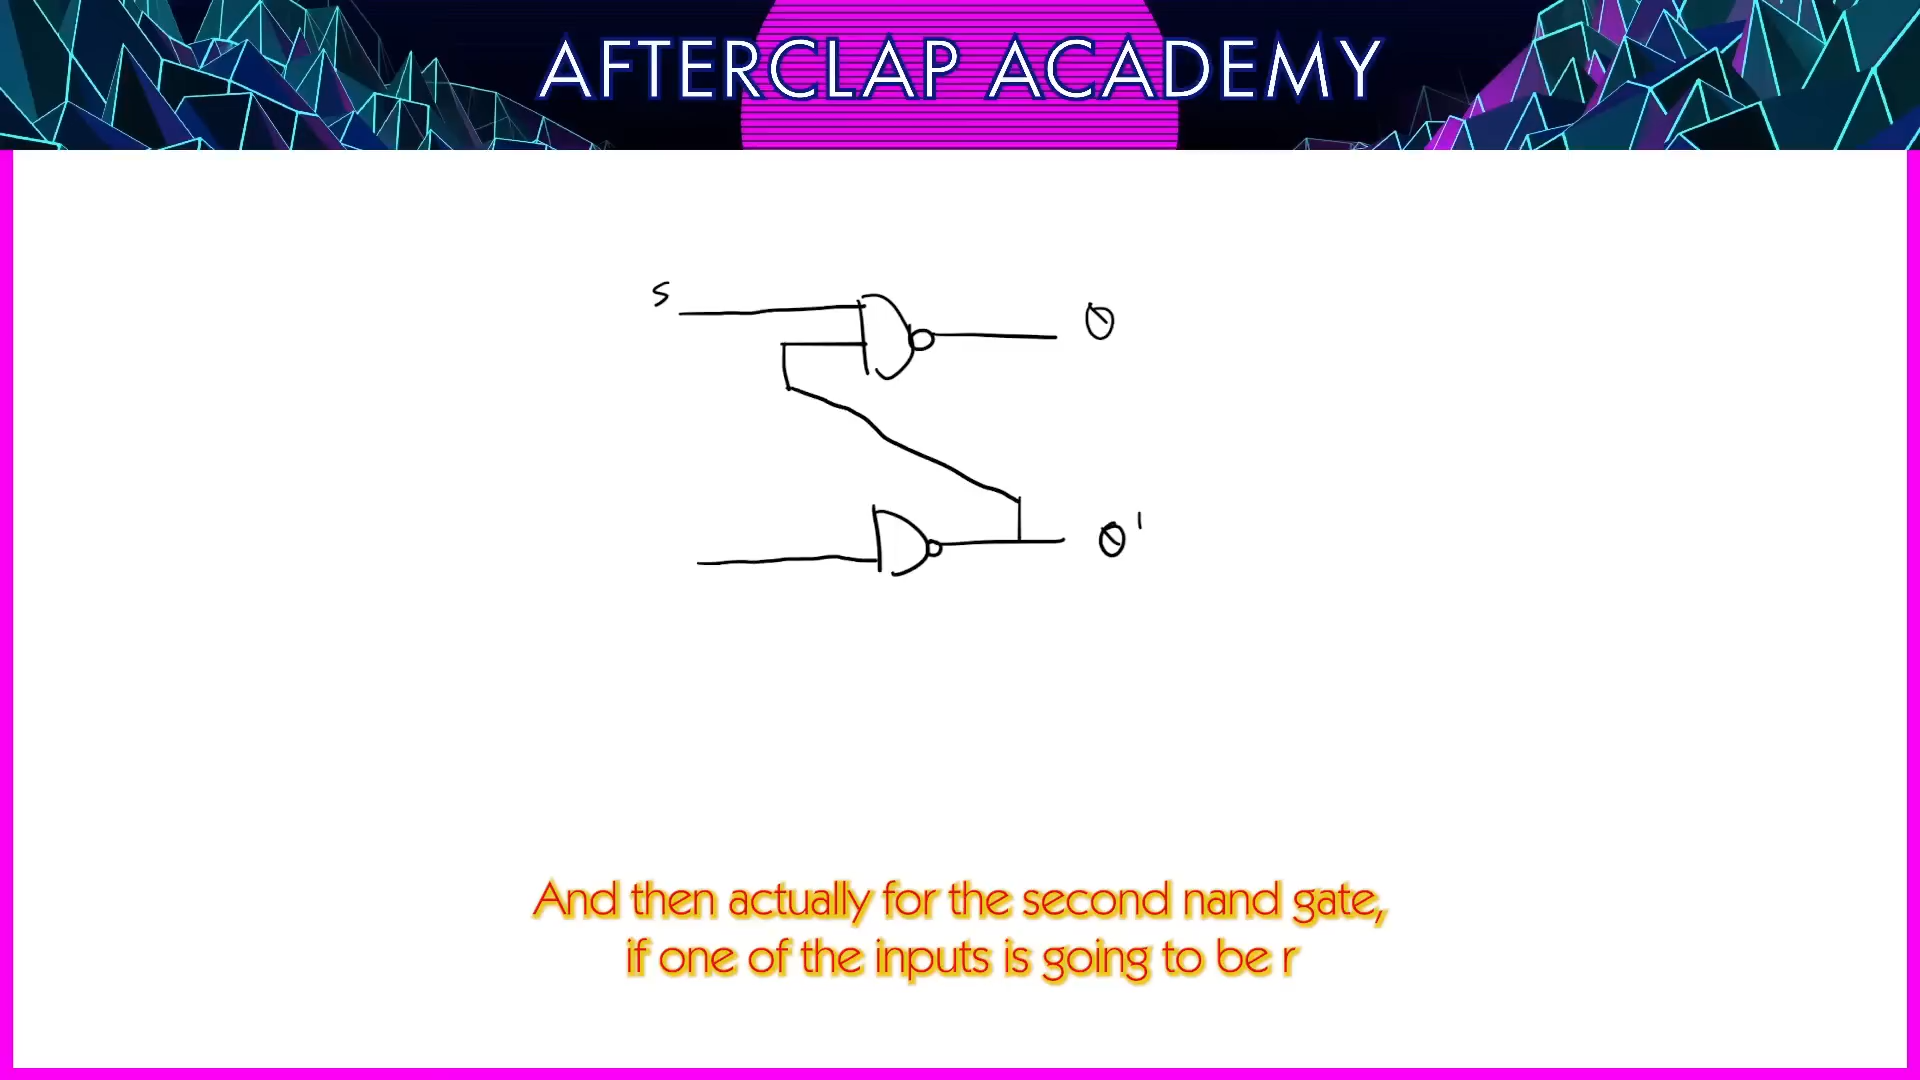 AFTERCLAP ACADEMY
S
Q
Q'
And then actually for the second nand gate,
if one of the inputs is going to be r